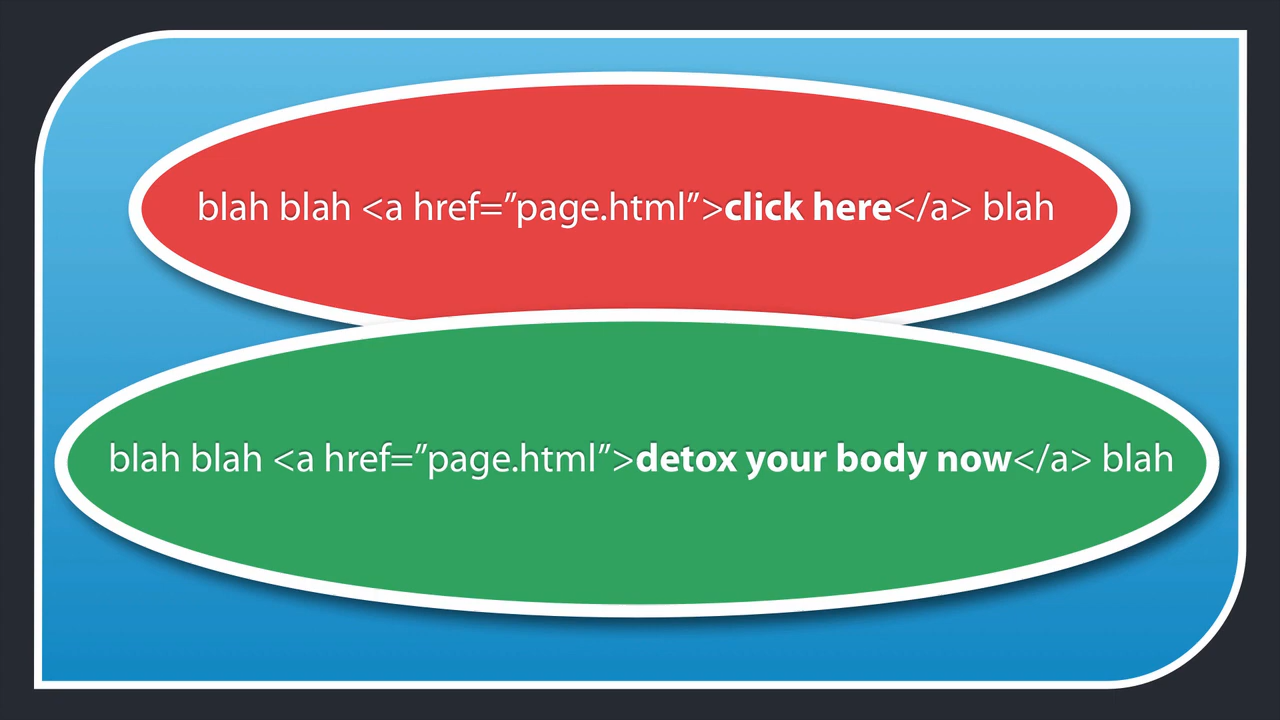 blah blah <a href=”page.html”>click here</a> blah
blah blah <a href=”page.html”>detox your body now</a> blah